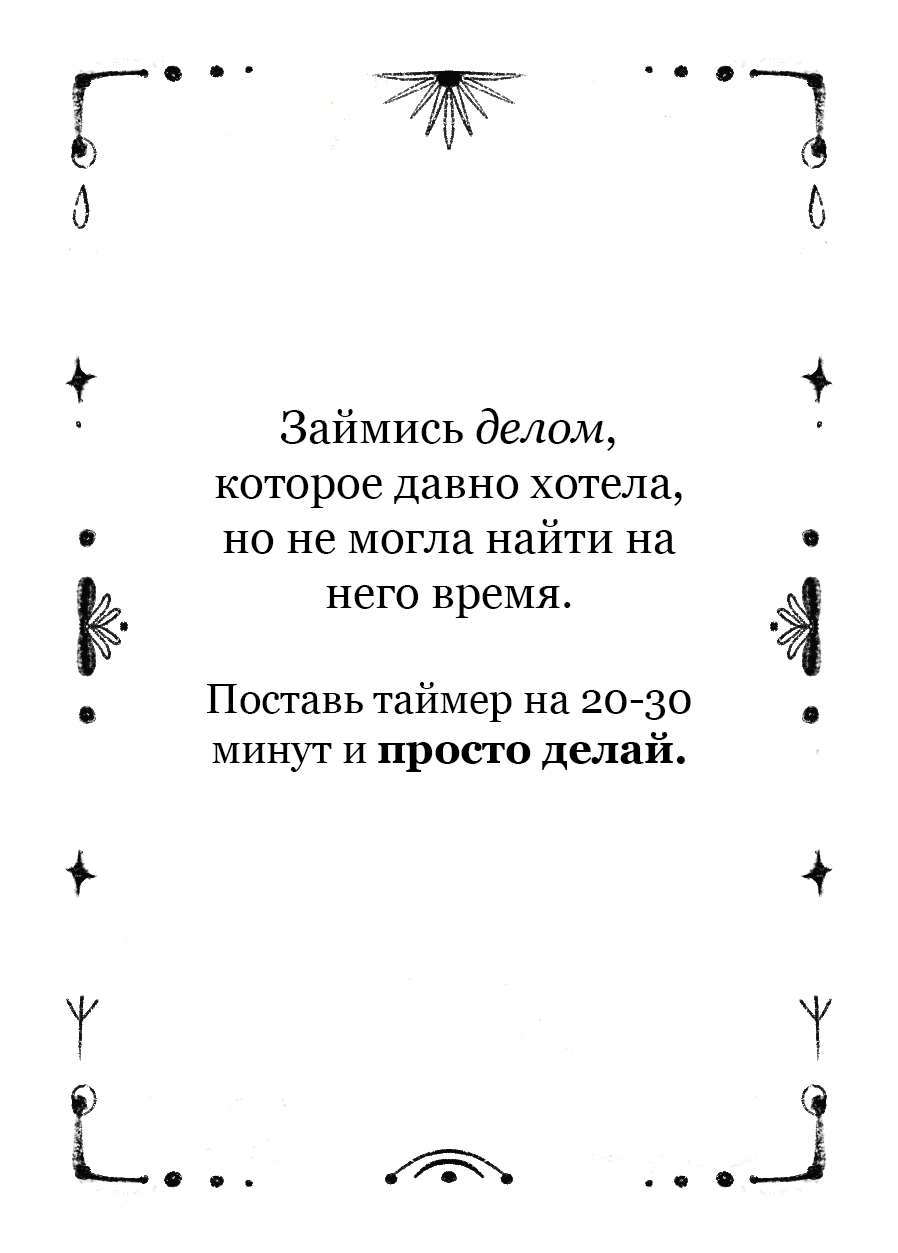 Займись делом,
которое давно хотела,
но не могла найти на
него время.
Поставь таймер на 20-30
минут и просто делай.